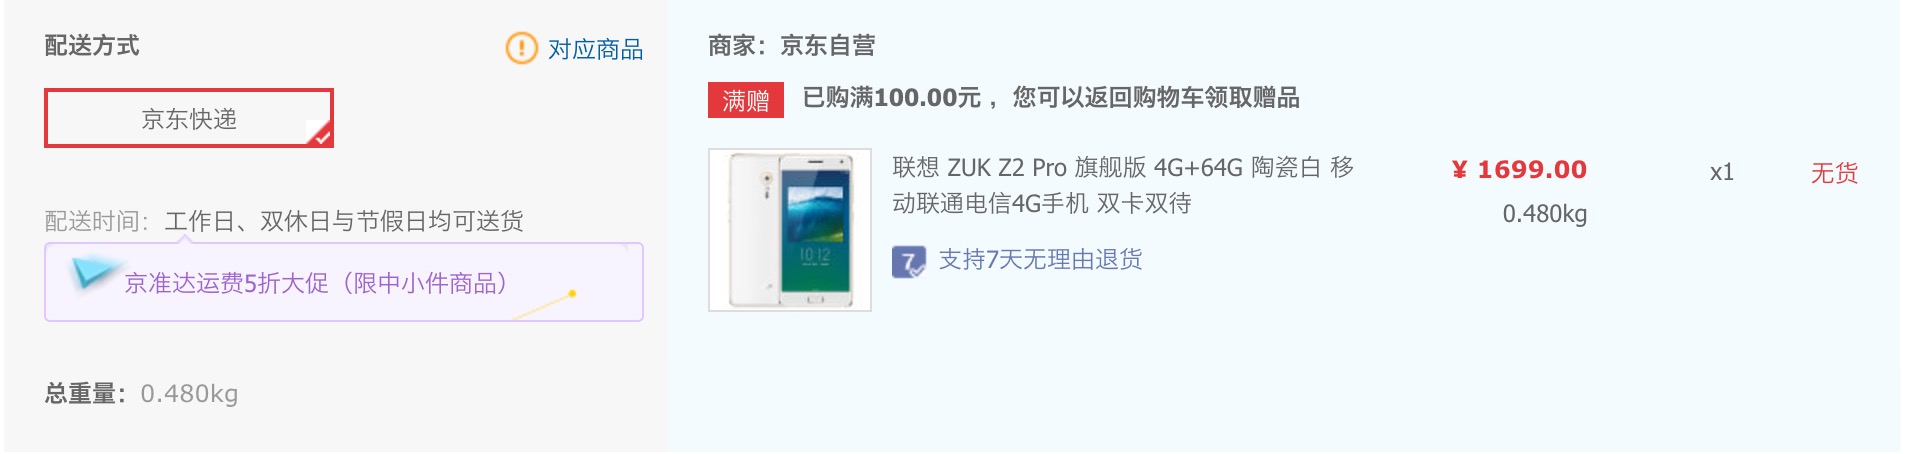 配送方式
对应商品
京东快递
配送时间：工作日、双休日与节假日均可送货
京准达运费5折大促（限中小件商品）
总重量：0.480kg
商家：京东自营
满赠 已购满100.00元 ，您可以返回购物车领取赠品
联想 ZUK Z2 Pro 旗舰版 4G+64G 陶瓷白 移
动联通电信4G手机 双卡双待
¥ 1699.00
x1
无货
0.480kg
7 支持7天无理由退货
10:12